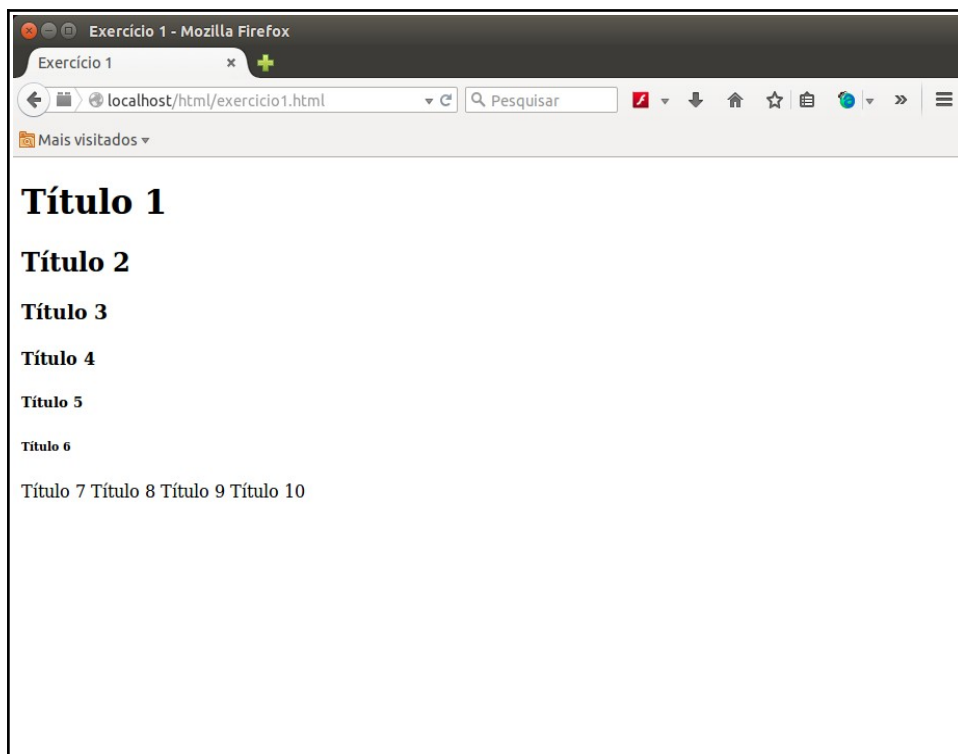 Exercício 1 - Mozilla Firefox
Exercício 1
localhost/html/exercicio1.html
Pesquisar
Mais visitados
Título 1
Título 2
Título 3
Título 4
Título 5
Título 6
Título 7 Título 8 Título 9 Título 10